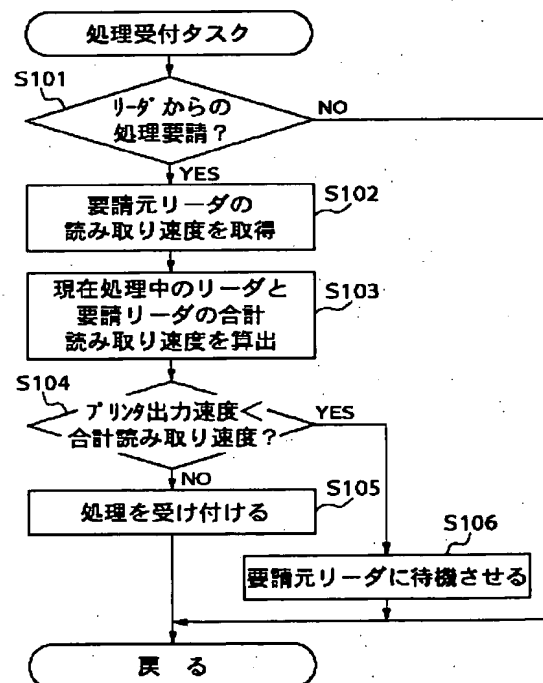 処理受付タスク
S101
リーダからの
処理要請？
NO
YES
S102
要請元リーダの
読み取り速度を取得
S103
現在処理中のリーダと
要請リーダの合計
読み取り速度を算出
S104
プリンタ出力速度＜
合計読み取り速度？
YES
NO
S105
処理を受け付ける
S106
要請元リーダに待機させる
戻る